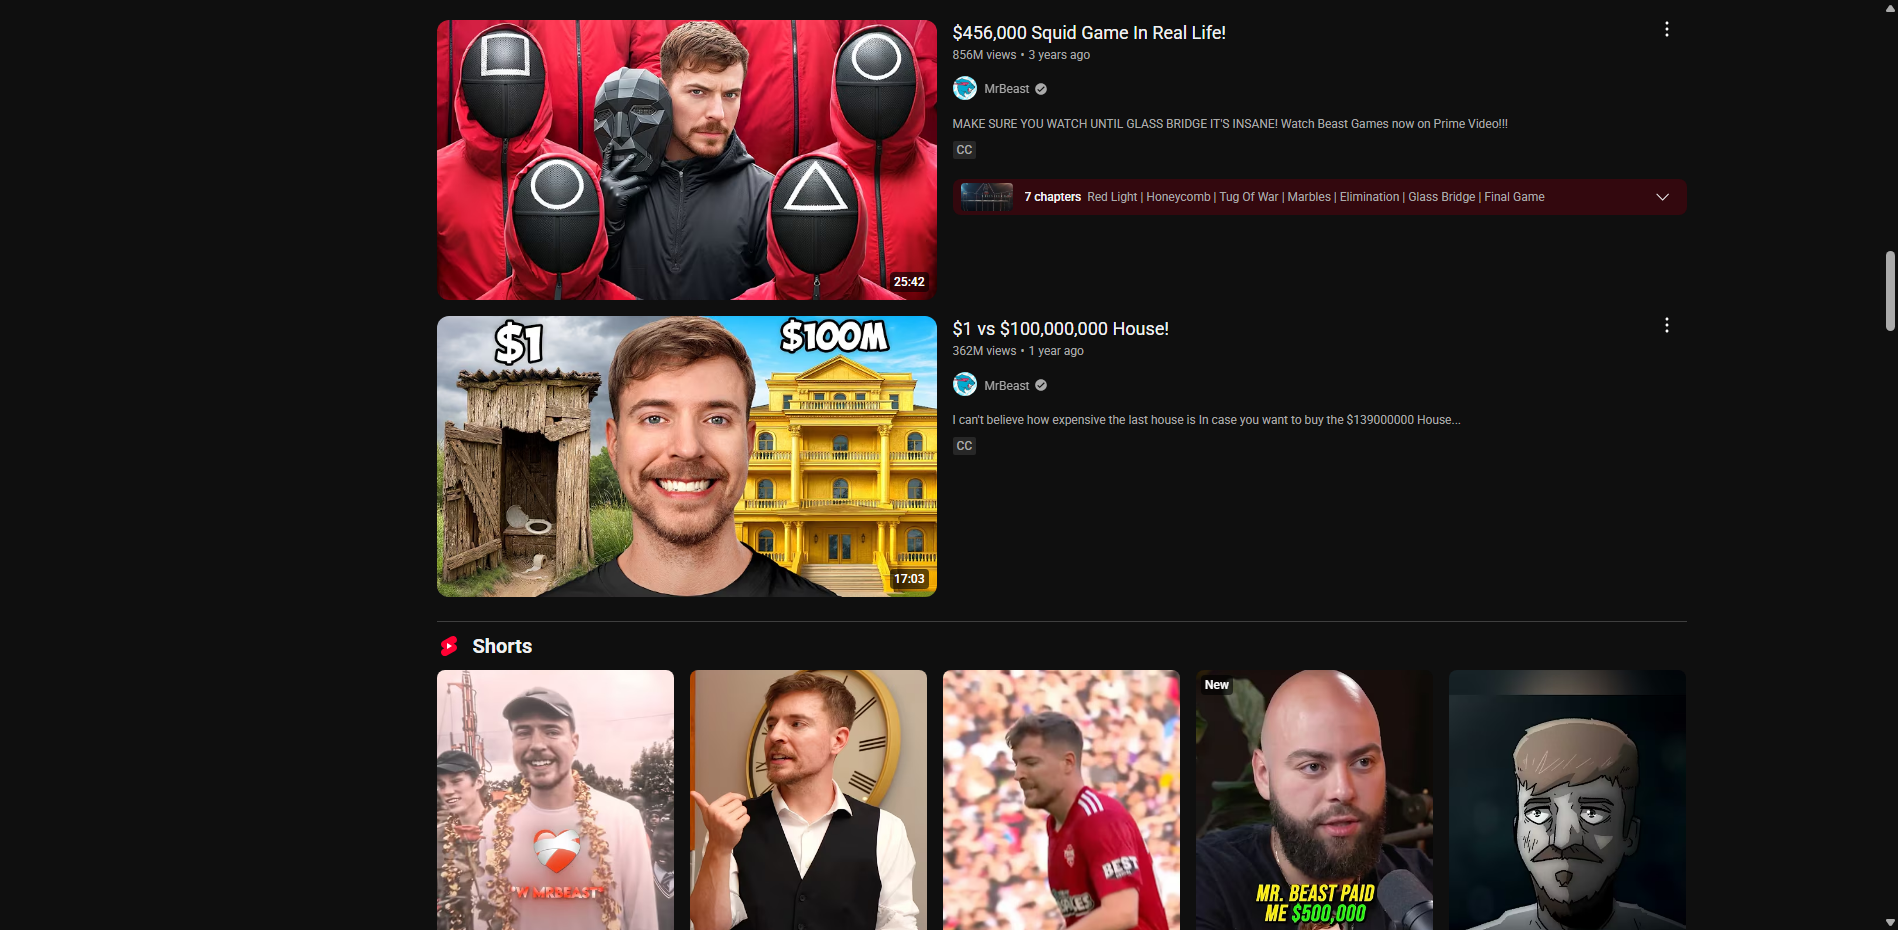 $456,000 Squid Game In Real Life!
856M views • 3 years ago
MrBeast
MAKE SURE YOU WATCH UNTIL GLASS BRIDGE IT'S INSANE! Watch Beast Games now on Prime Video!!!
CC
7 chapters Red Light | Honeycomb | Tug Of War | Marbles | Elimination | Glass Bridge | Final Game
25:42
$1
$100M
17:03
$1 vs $100,000,000 House!
362M views • 1 year ago
MrBeast
I can't believe how expensive the last house is In case you want to buy the $139000000 House...
CC
Shorts
"W MRBEAST"
BEST
New
MR. BEAST PAID
ME $500,000